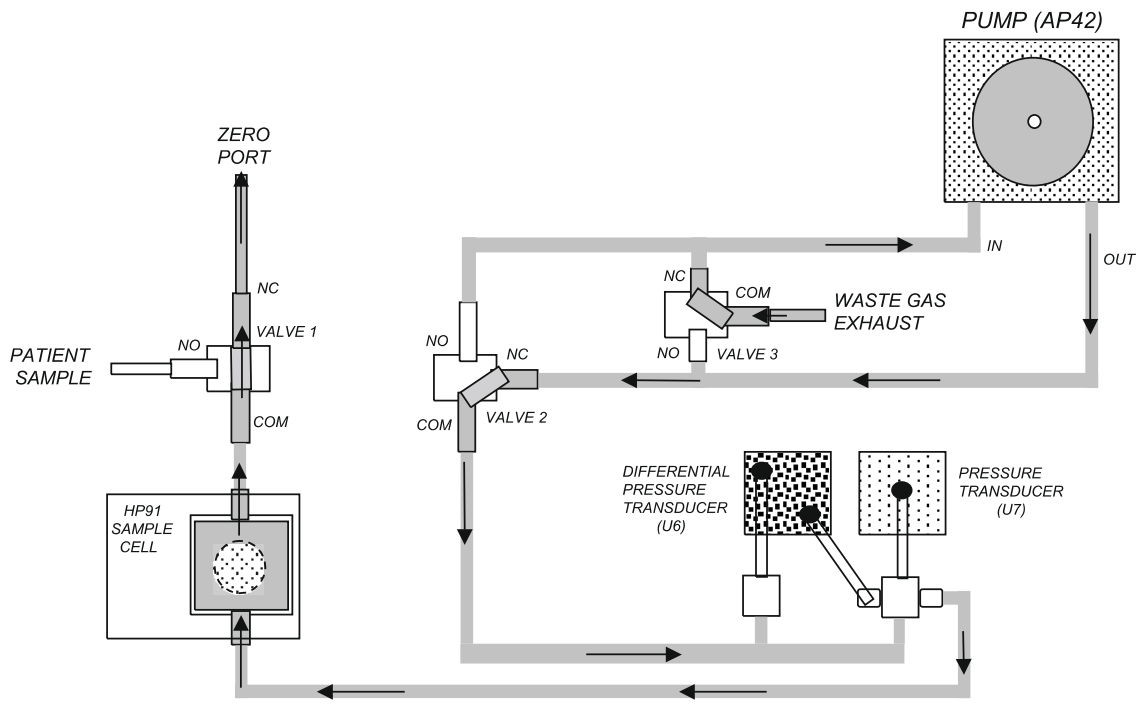 PUMP (AP42)
ZERO
PORT
IN
OUT
NC
NC
COM
WASTE GAS
EXHAUST
VALVE 1
NO
NO
NC
NO
VALVE 3
PATIENT
SAMPLE
COM
COM
VALVE 2
DIFFERENTIAL
PRESSURE
TRANSDUCER
(U6)
PRESSURE
TRANSDUCER
(U7)
HP91
SAMPLE
CELL